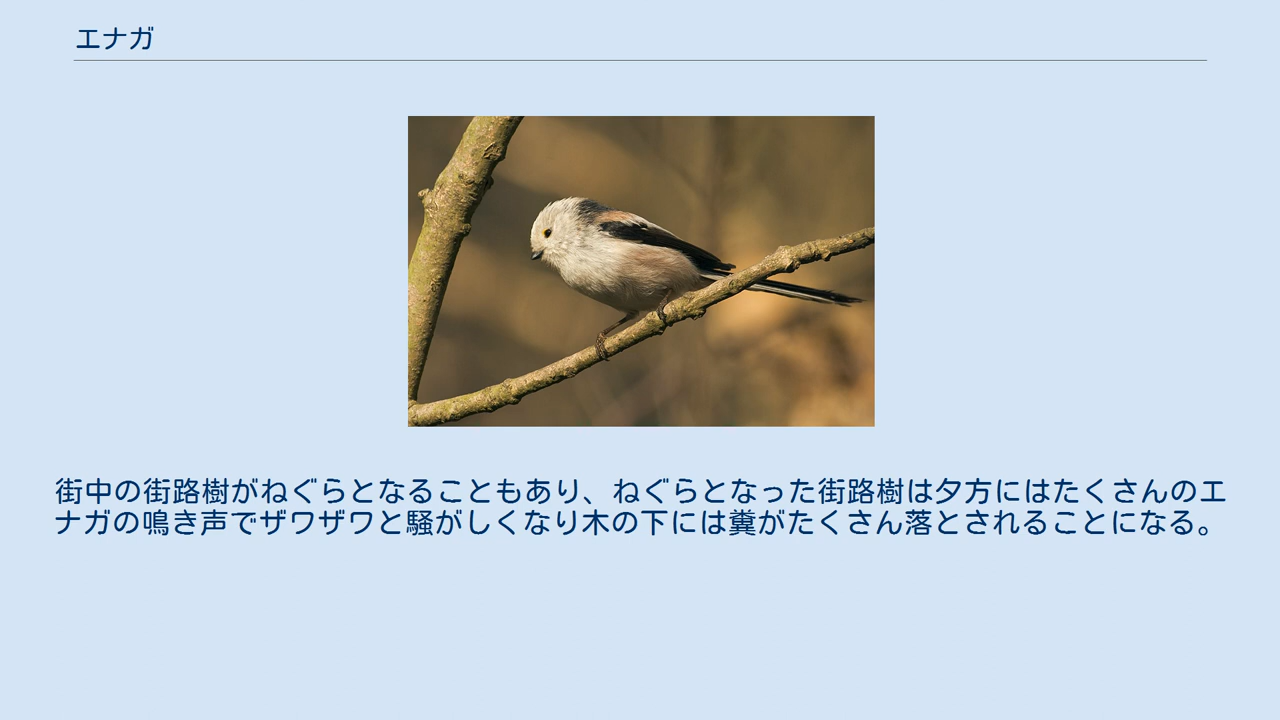 エナガ
街中の街路樹がねぐらとなることもあり、ねぐらとなった街路樹は夕方にはたくさんのエ
ナガの鳴き声でザワザワと騒がしくなり木の下には糞がたくさん落とされることになる。